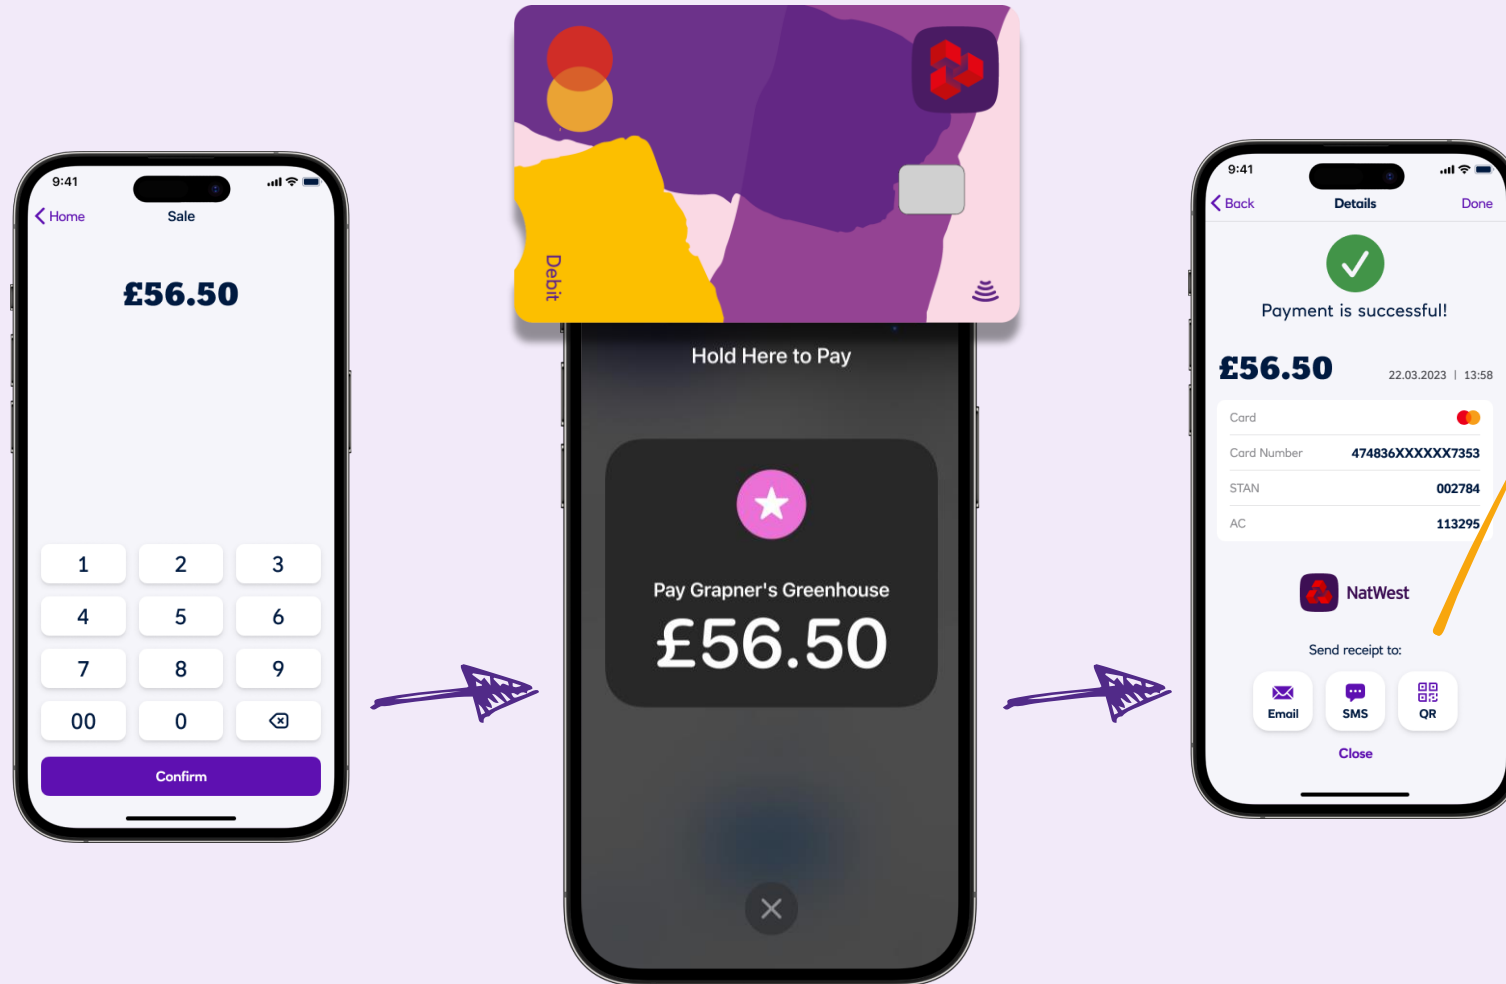 9:41
Home
Sale
£56.50
1 2 3
4 5 6
7 8 9
00 0
Confirm
Debit
Hold Here to Pay
Pay Grapner's Greenhouse
£56.50
9:41
Back Details Done
Payment is successful!
£56.50 22.03.2023 | 13:58
Card
Card Number 474836XXXXXX7353
STAN 002784
AC 113295
NatWest
Send receipt to:
Email SMS QR
Close